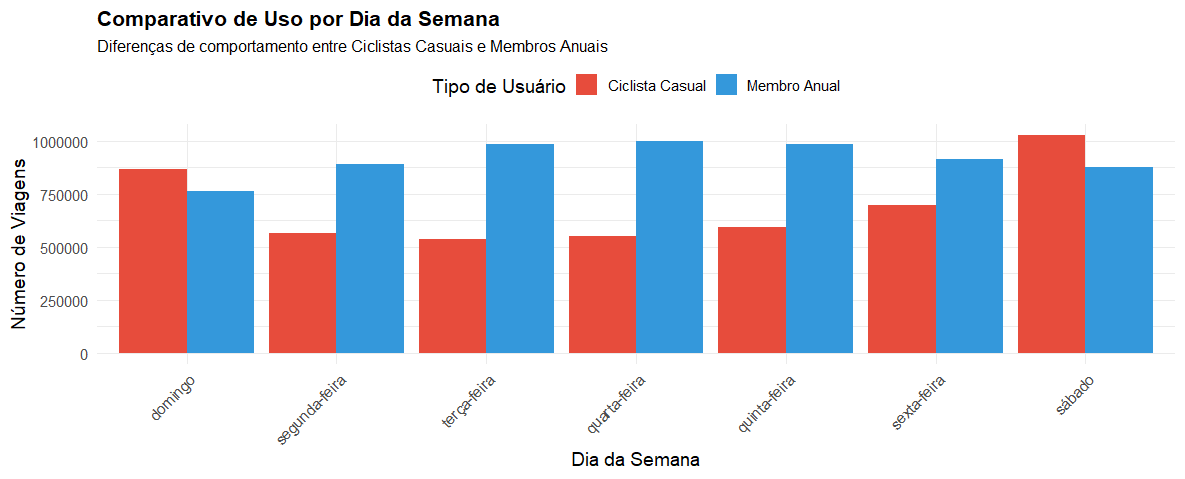 Comparativo de Uso por Dia da Semana
Diferenças de comportamento entre Ciclistas Casuais e Membros Anuais
Tipo de Usuário Ciclista Casual Membro Anual
Número de Viagens
1000000
750000
500000
250000
0
domingo
segunda-feira
terça-feira
quarta-feira
quinta-feira
sexta-feira
sábado
Dia da Semana